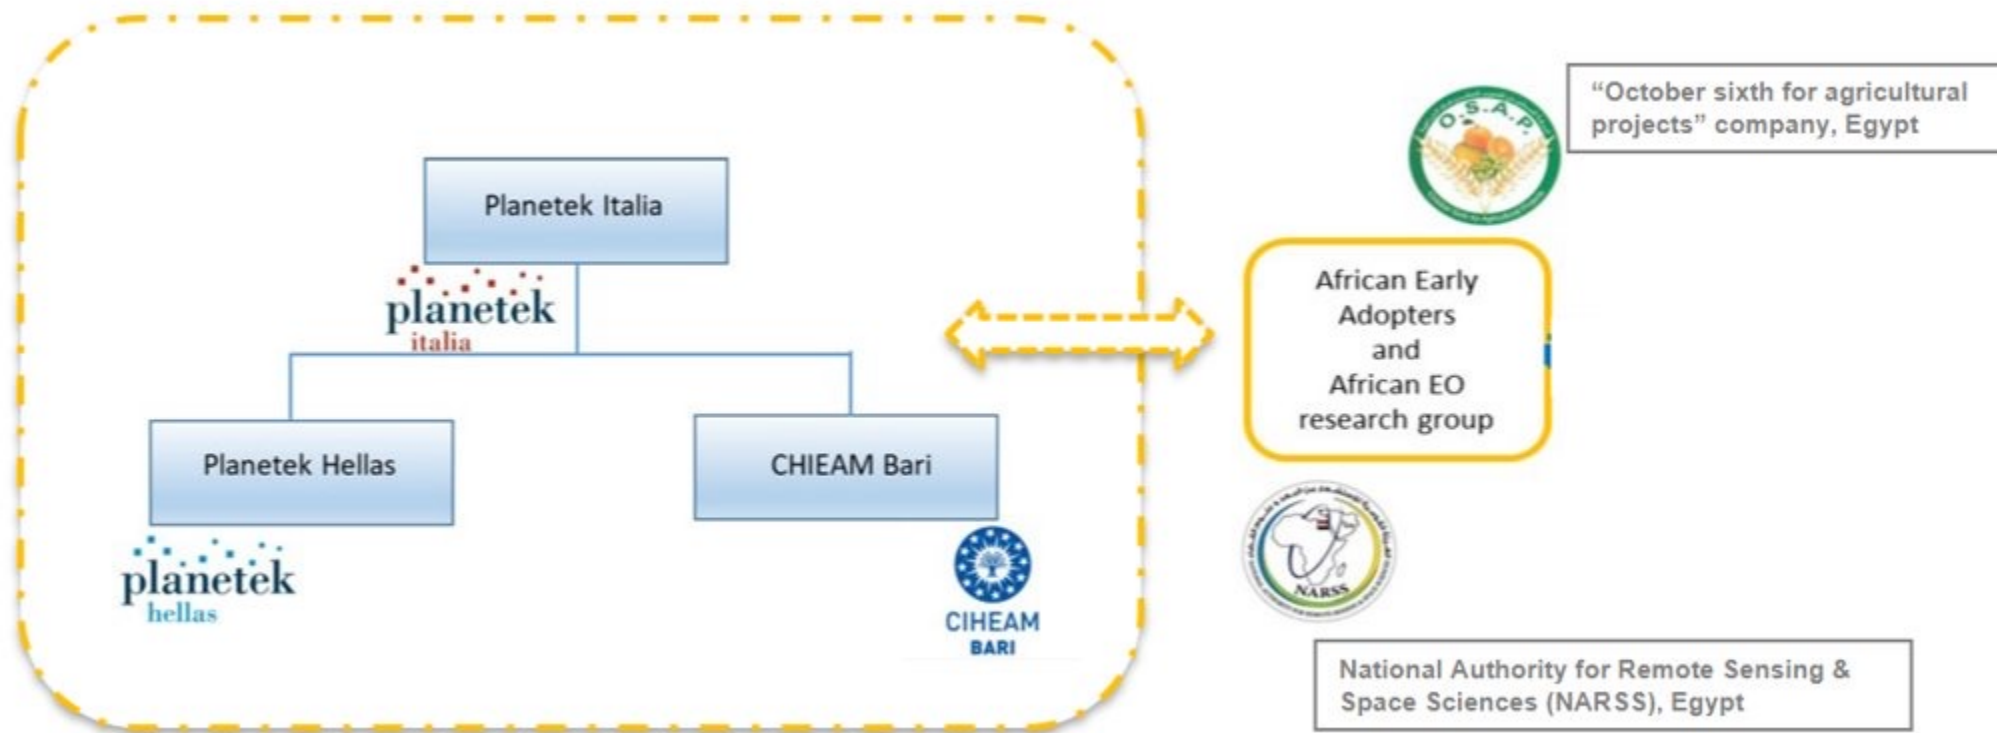 Planetek Italia
planetek
italia
Planetek Hellas
planetek
hellas
CHIEAM Bari
CIHEAM
BARI
O.S.A.P.
“October sixth for agricultural
projects” company, Egypt
African Early
Adopters
and
African EO
research group
NARSS
National Authority for Remote Sensing &
Space Sciences (NARSS), Egypt